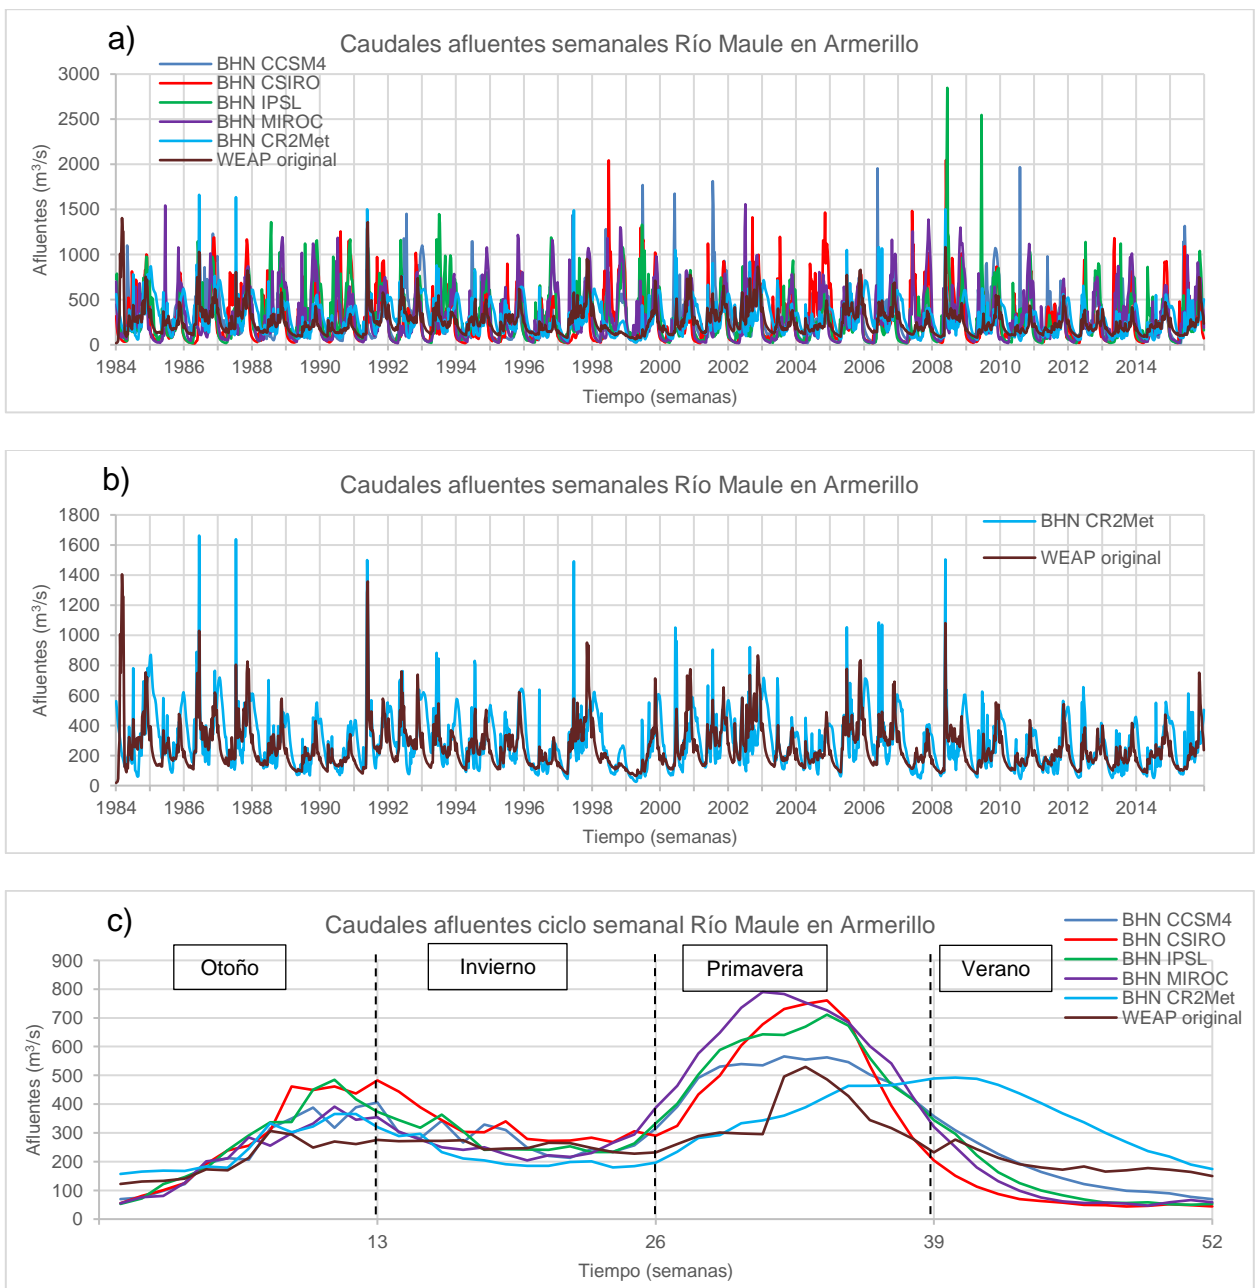 a)
Caudales afluentes semanales Río Maule en Armerillo
BHN CCSM4
BHN CSIRO
BHN IPSL
BHN MIROC
BHN CR2Met
WEAP original
Afluentes (m³/s)
3000
2500
2000
1500
1000
500
0
1984 1986 1988 1990 1992 1994 1996 1998 2000 2002 2004 2006 2008 2010 2012 2014
Tiempo (semanas)
b)
Caudales afluentes semanales Río Maule en Armerillo
BHN CR2Met
WEAP original
Afluentes (m³/s)
1800
1600
1400
1200
1000
800
600
400
200
0
1984 1986 1988 1990 1992 1994 1996 1998 2000 2002 2004 2006 2008 2010 2012 2014
Tiempo (semanas)
c)
Caudales afluentes ciclo semanal Río Maule en Armerillo
BHN CCSM4
BHN CSIRO
BHN IPSL
BHN MIROC
BHN CR2Met
WEAP original
Otoño
Invierno
Primavera
Verano
Afluentes (m³/s)
900
800
700
600
500
400
300
200
100
0
13 26 39 52
Tiempo (semanas)